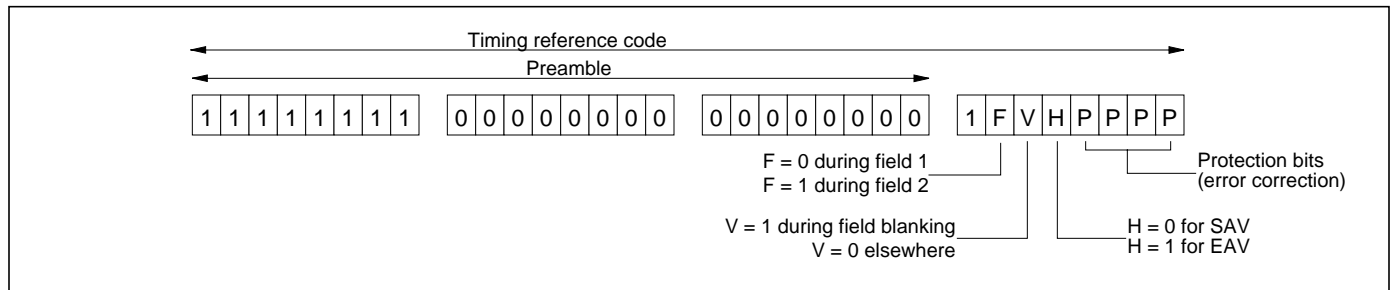 Timing reference code
Preamble
1 1 1 1 1 1 1 1 0 0 0 0 0 0 0 0 0 0 0 0 0 0 0 0 1 F V H P P P P
F = 0 during field 1
F = 1 during field 2
Protection bits
(error correction)
V = 1 during field blanking
V = 0 elsewhere
H = 0 for SAV
H = 1 for EAV